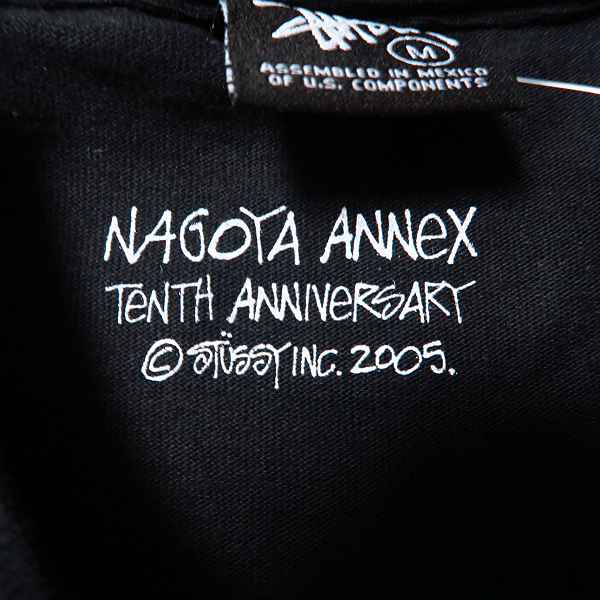 M
ASSEMBLED IN MEXICO
OF U.S. COMPONENTS
NAGOYA ANNEX
TENTH ANNIVERSARY
© STÜSSY INC. 2005.